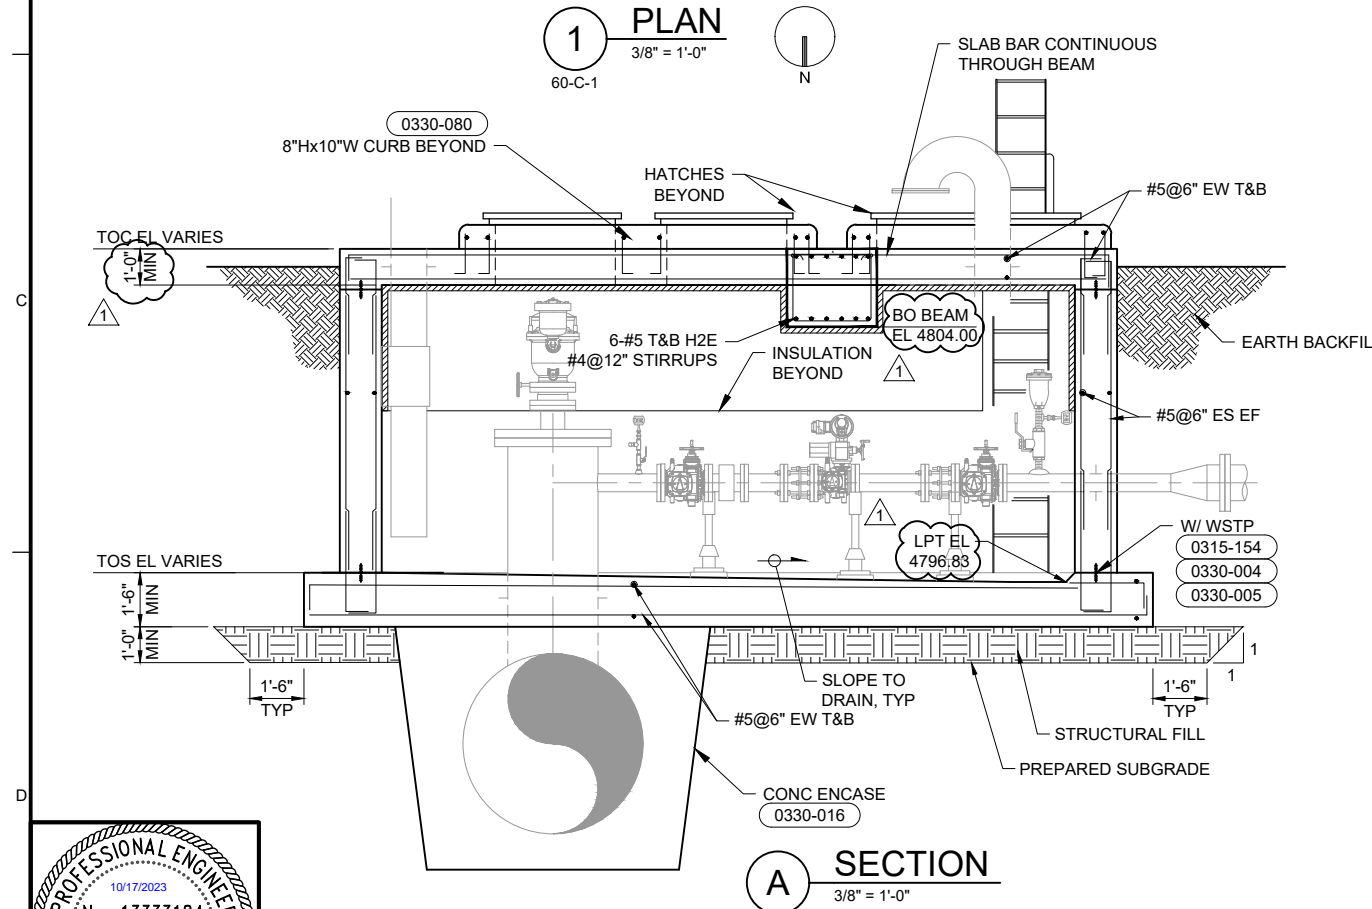 1
PLAN
3/8" = 1'-0"
60-C-1
N
SLAB BAR CONTINUOUS
THROUGH BEAM
0330-080
8"Hx10"W CURB BEYOND
HATCHES
BEYOND
#5@6" EW T&B
TOC EL VARIES
1'-0"
MIN
1
C
BO BEAM
EL 4804.00
1
6-#5 T&B H2E
#4@12" STIRRUPS
INSULATION
BEYOND
EARTH BACKFIL
#5@6" ES EF
1
LPT EL
4796.83
W/ WSTP
0315-154
0330-004
0330-005
TOS EL VARIES
1'-6"
MIN
1'-0"
MIN
1
1
1'-6"
TYP
SLOPE TO
DRAIN, TYP
1'-6"
TYP
#5@6" EW T&B
STRUCTURAL FILL
PREPARED SUBGRADE
D
CONC ENCASE
0330-016
A
SECTION
3/8" = 1'-0"
PROFESSIONAL ENGINEER
10/17/2023